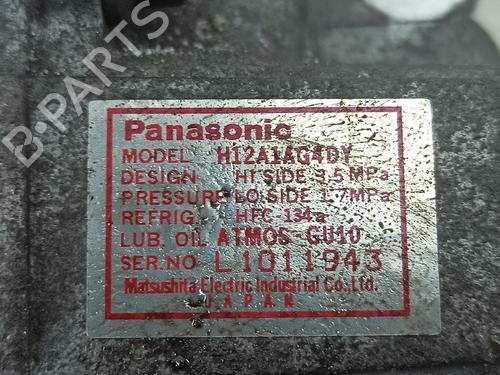 Panasonic
MODEL H12A1AG4DY
DESIGN HI SIDE 3.5 MPa
PRESSURE LO SIDE 1.7 MPa
REFRIG. HFC-134a
LUB. OIL ATMOS-GU10
SER.NO L1011943
Matsushita Electric Industrial Co.,Ltd.
JAPAN
B-PARTS